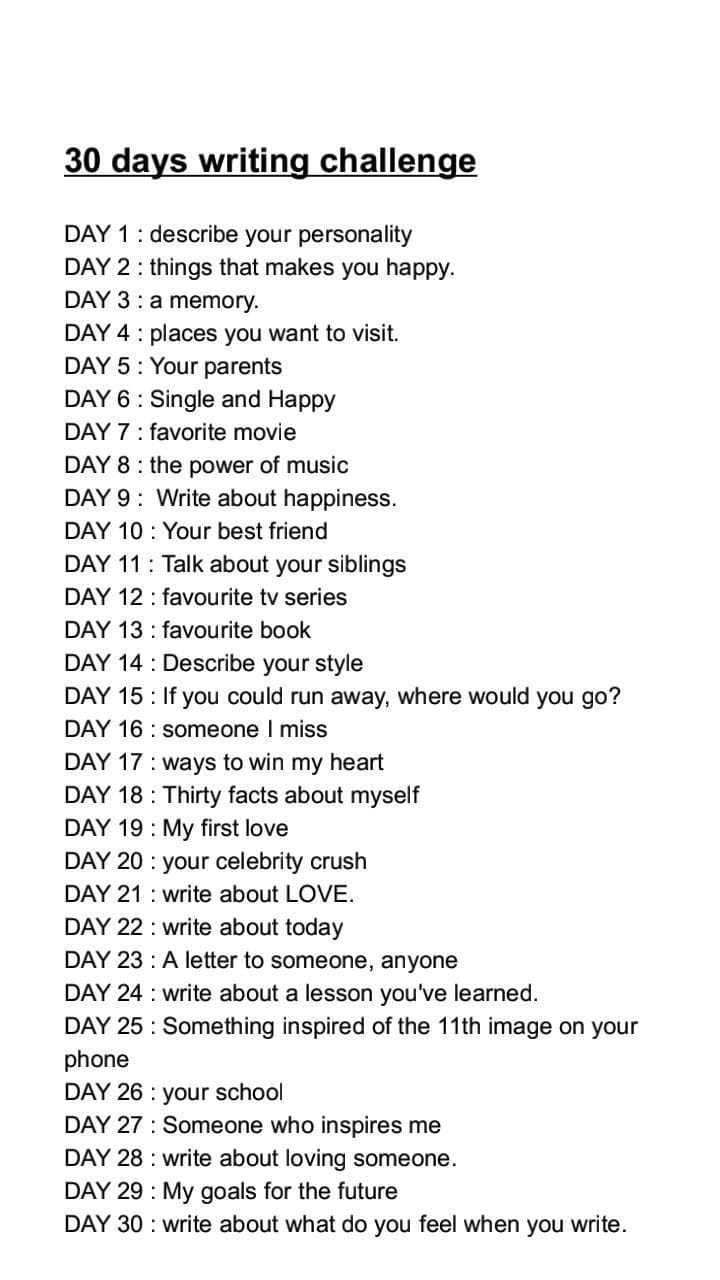 30 days writing challenge
DAY 1 : describe your personality
DAY 2 : things that makes you happy.
DAY 3 : a memory.
DAY 4 : places you want to visit.
DAY 5 : Your parents
DAY 6 : Single and Happy
DAY 7 : favorite movie
DAY 8 : the power of music
DAY 9 :  Write about happiness.
DAY 10 : Your best friend
DAY 11 : Talk about your siblings
DAY 12 : favourite tv series
DAY 13 : favourite book
DAY 14 : Describe your style
DAY 15 : If you could run away, where would you go?
DAY 16 : someone I miss
DAY 17 : ways to win my heart
DAY 18 : Thirty facts about myself
DAY 19 : My first love
DAY 20 : your celebrity crush
DAY 21 : write about LOVE.
DAY 22 : write about today
DAY 23 : A letter to someone, anyone
DAY 24 : write about a lesson you've learned.
DAY 25 : Something inspired of the 11th image on your
phone
DAY 26 : your school
DAY 27 : Someone who inspires me
DAY 28 : write about loving someone.
DAY 29 : My goals for the future
DAY 30 : write about what do you feel when you write.